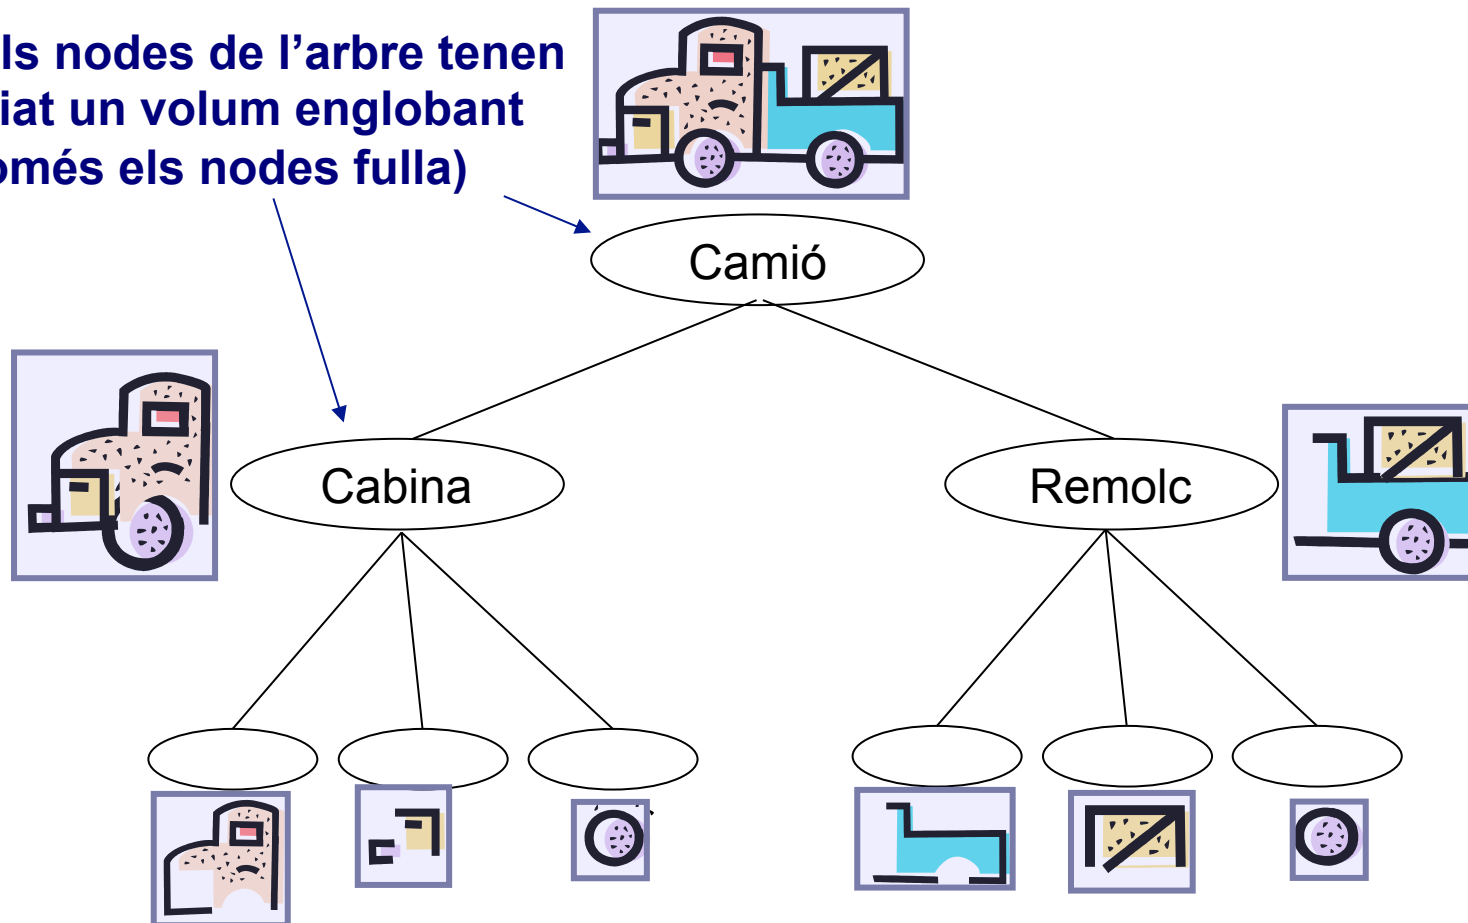 ls nodes de l’arbre tenen
iat un volum englobant
omés els nodes fulla)
Camió
Cabina
Remolc